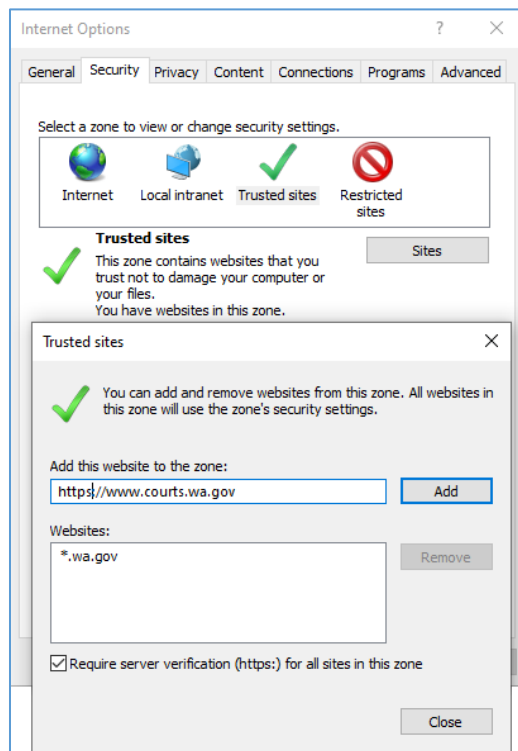 Internet Options
?
General Security Privacy Content Connections Programs Advanced
Select a zone to view or change security settings.
Internet Local intranet Trusted sites Restricted
sites
Trusted sites
Sites
This zone contains websites that you
trust not to damage your computer or
your files.
You have websites in this zone.
Trusted sites
You can add and remove websites from this zone. All websites in
this zone will use the zone's security settings.
Add this website to the zone:
https://www.courts.wa.gov
Add
Websites:
*.wa.gov
Remove
Require server verification (https:) for all sites in this zone
Close